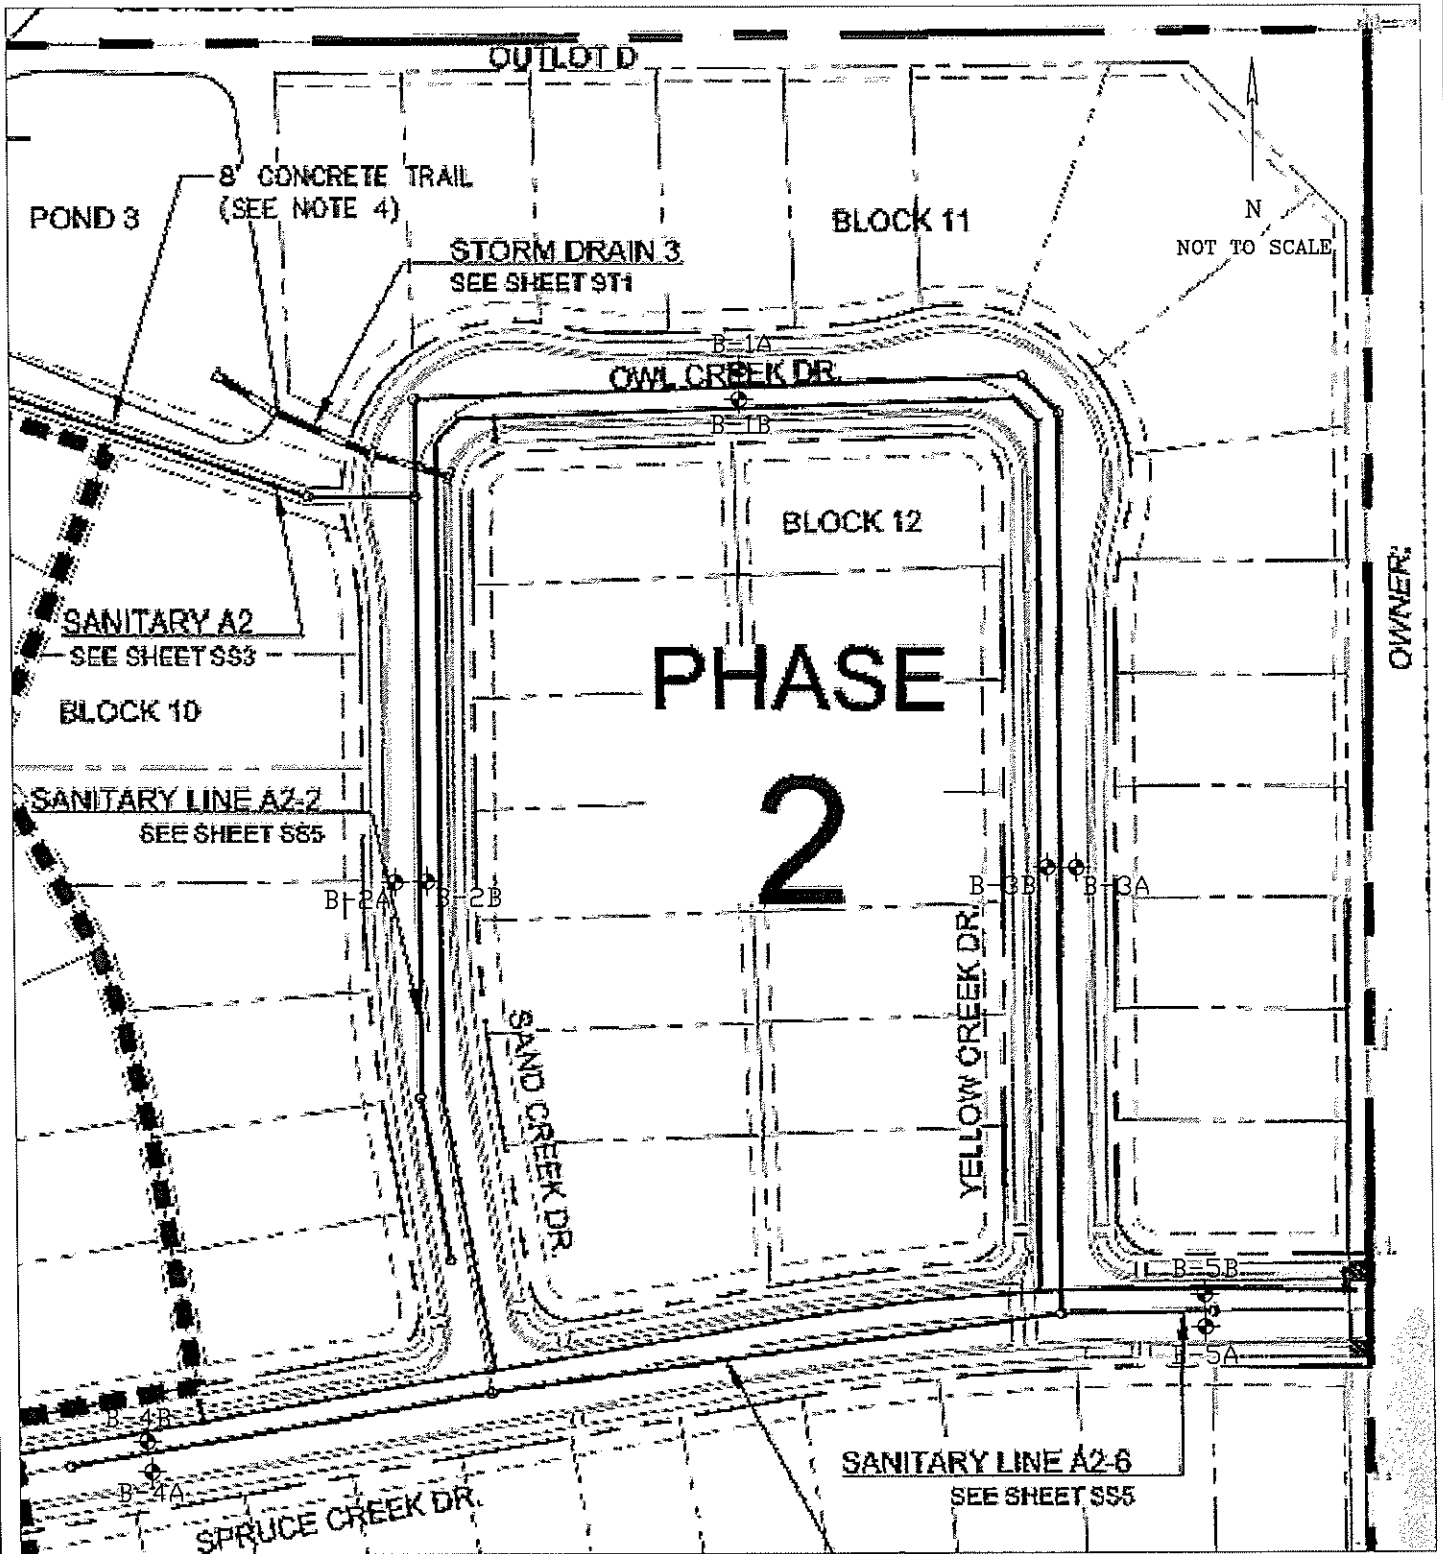 OUTLOT D
8' CONCRETE TRAIL
(SEE NOTE 4)
POND 3
BLOCK 11
N
NOT TO SCALE
STORM DRAIN 3
SEE SHEET ST1
B-1A
OWL CREEK DR.
B-1B
BLOCK 12
OWNER:
SANITARY A2
SEE SHEET SS3
BLOCK 10
PHASE
2
SANITARY LINE A2-2
SEE SHEET SS5
B-2A
B-2B
B-3B
B-3A
SAND CREEK DR.
YELLOW CREEK DR.
B-5B
B-5A
B-4B
B-4A
SPRUCE CREEK DR.
SANITARY LINE A2-6
SEE SHEET SS5